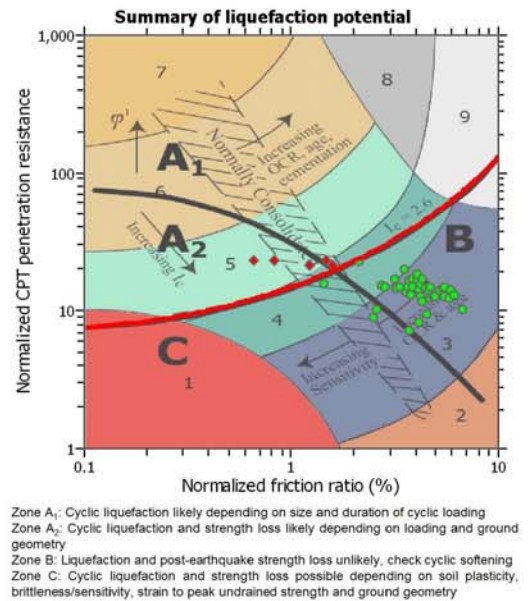 Summary of liquefaction potential
Normalized CPT penetration resistance
1,000
100
10
1
7
8
9
φ'
A1
Increasing
OCR, age,
cementation
Normally Consolidated
6
A2
Increasing Ic
5
Ic = 2.6
B
4
C
1
Increasing
Sensitivity
3
2
0.1
1
10
Normalized friction ratio (%)
Zone A1: Cyclic liquefaction likely depending on size and duration of cyclic loading
Zone A2: Cyclic liquefaction and strength loss likely depending on loading and ground
geometry
Zone B: Liquefaction and post-earthquake strength loss unlikely, check cyclic softening
Zone C: Cyclic liquefaction and strength loss possible depending on soil plasticity,
brittleness/sensitivity, strain to peak undrained strength and ground geometry